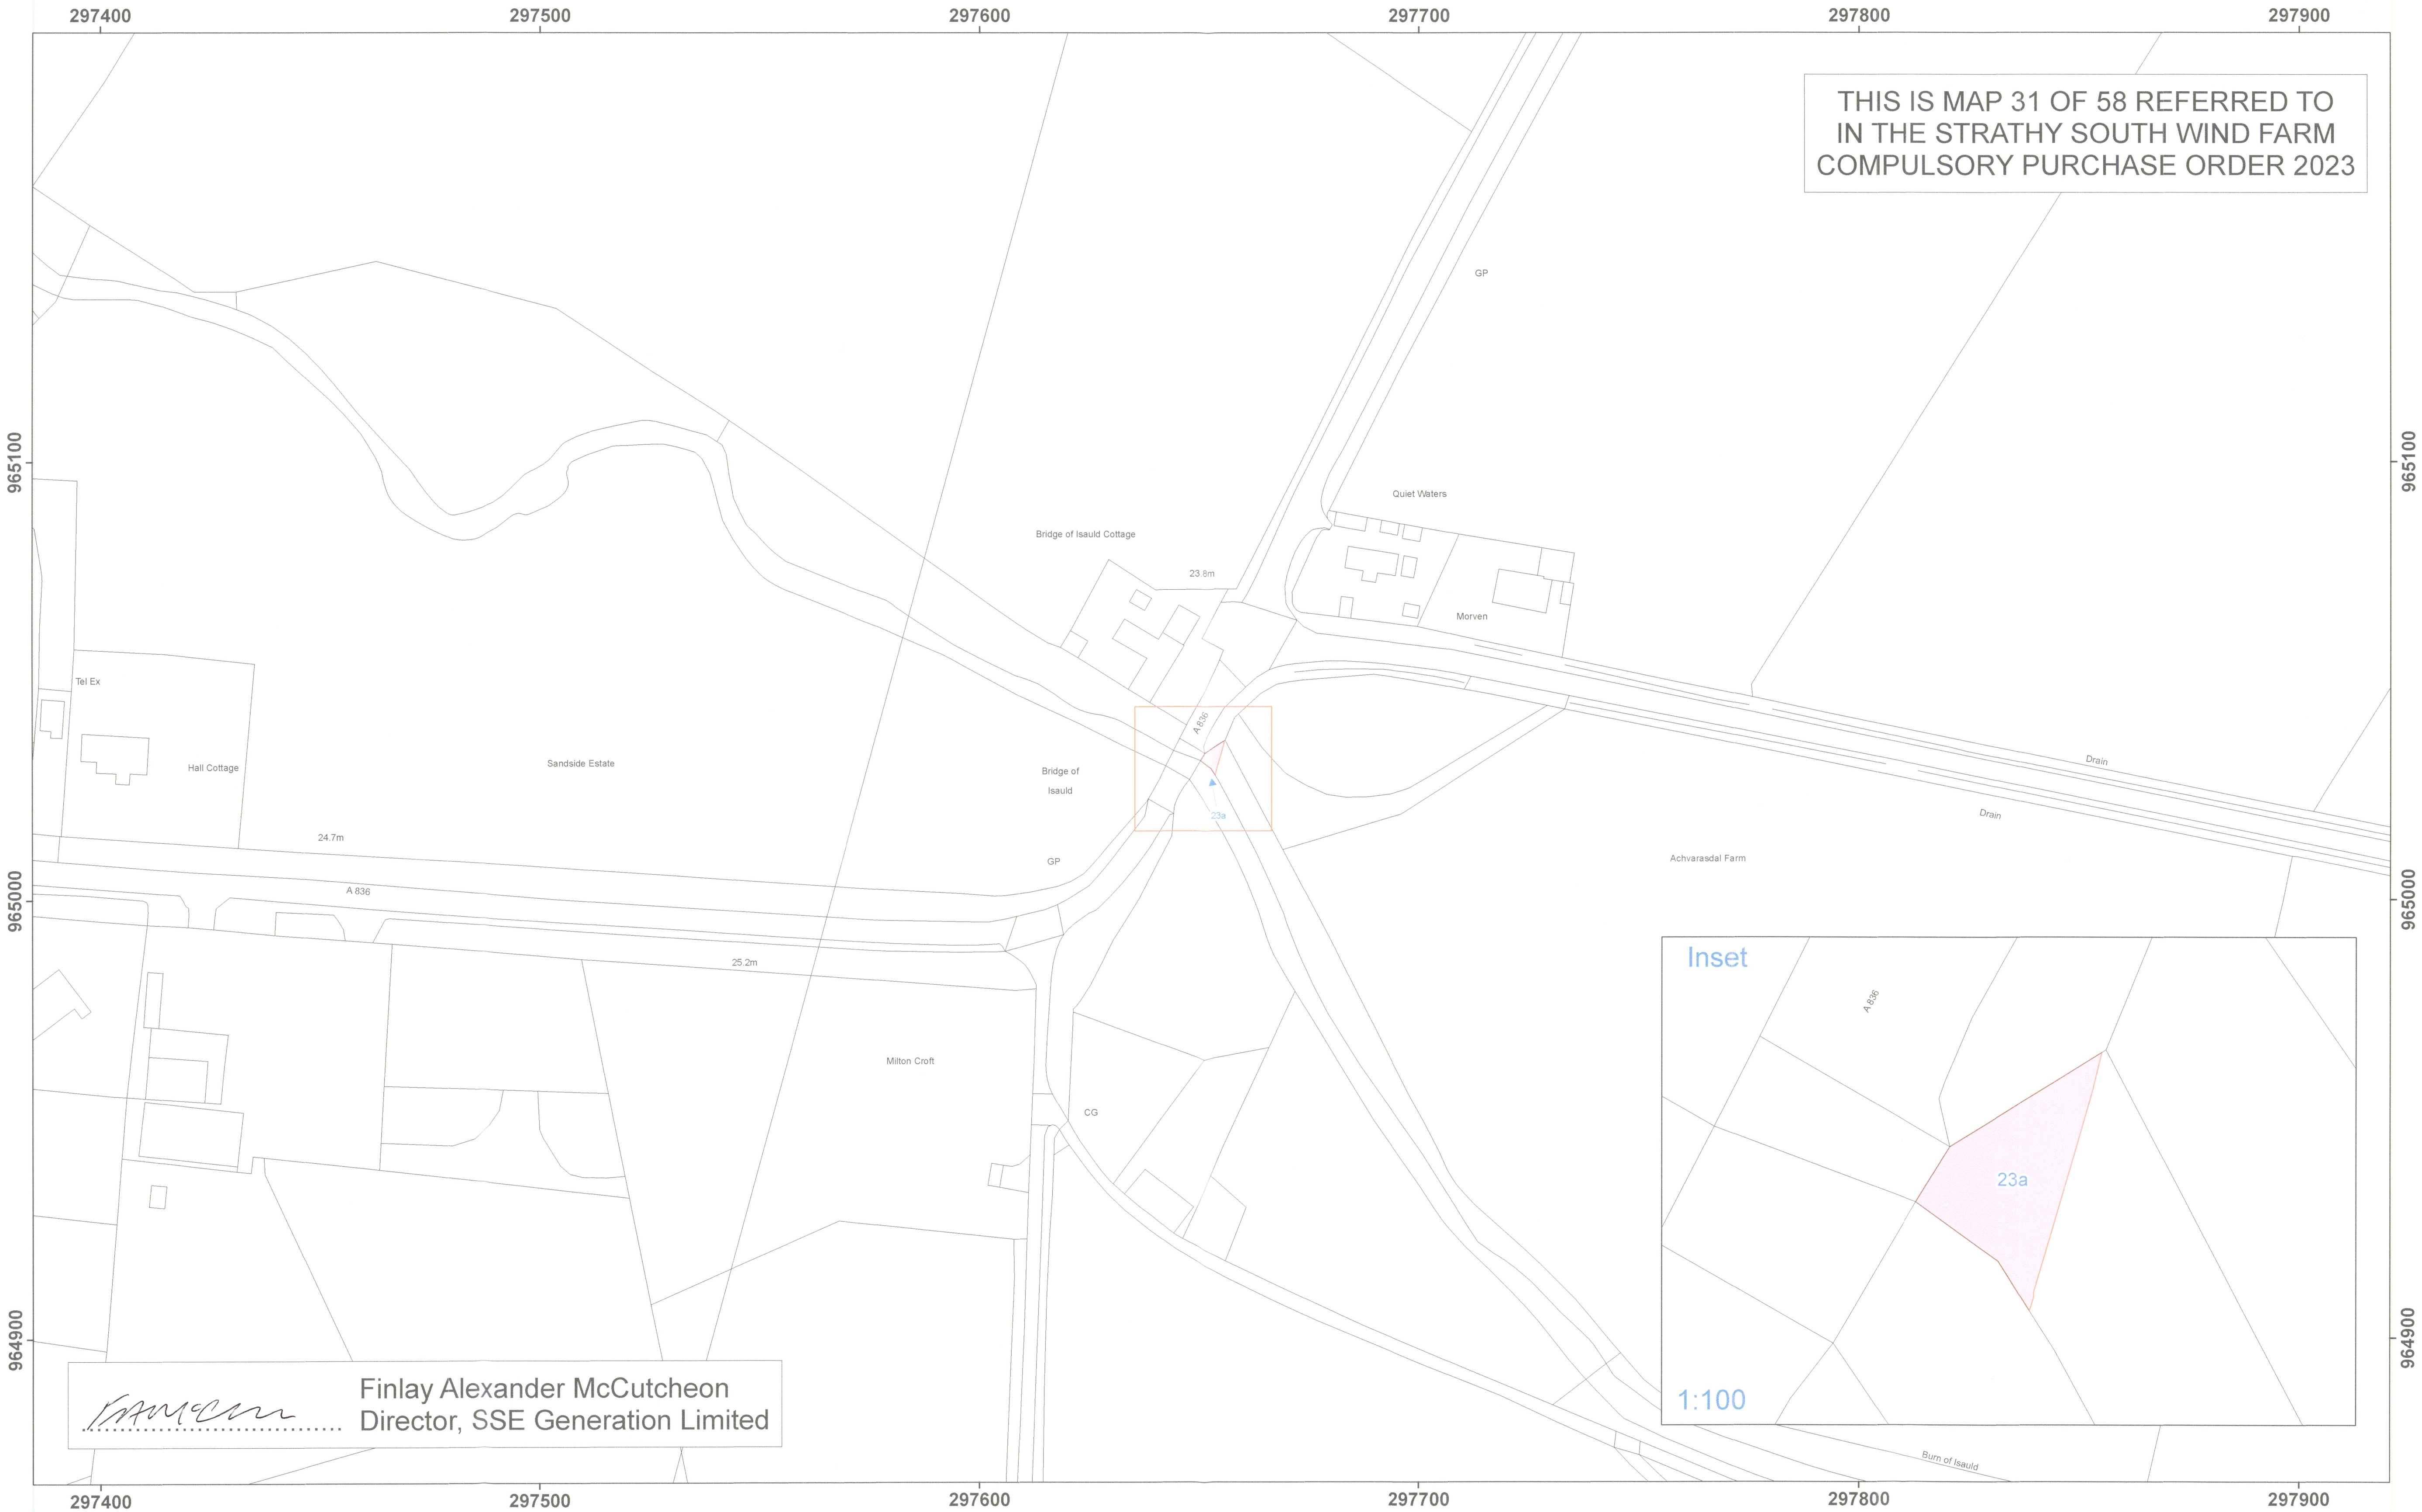 297400 297500 297600 297700 297800 297900
THIS IS MAP 31 OF 58 REFERRED TO
IN THE STRATHY SOUTH WIND FARM
COMPULSORY PURCHASE ORDER 2023
GP
965100 965100
Quiet Waters
Bridge of Isauld Cottage
23.8m
Morven
Tel Ex
A 836
Hall Cottage
Sandside Estate
Bridge of
Isauld
Drain
23a
Drain
24.7m
GP
Achvarasdal Farm
A 836
965000 965000
25.2m
Inset
A 836
Milton Croft
CG
23a
964900 964900
1:100
Finlay Alexander McCutcheon
Director, SSE Generation Limited
Burn of Isauld
297400 297500 297600 297700 297800 297900